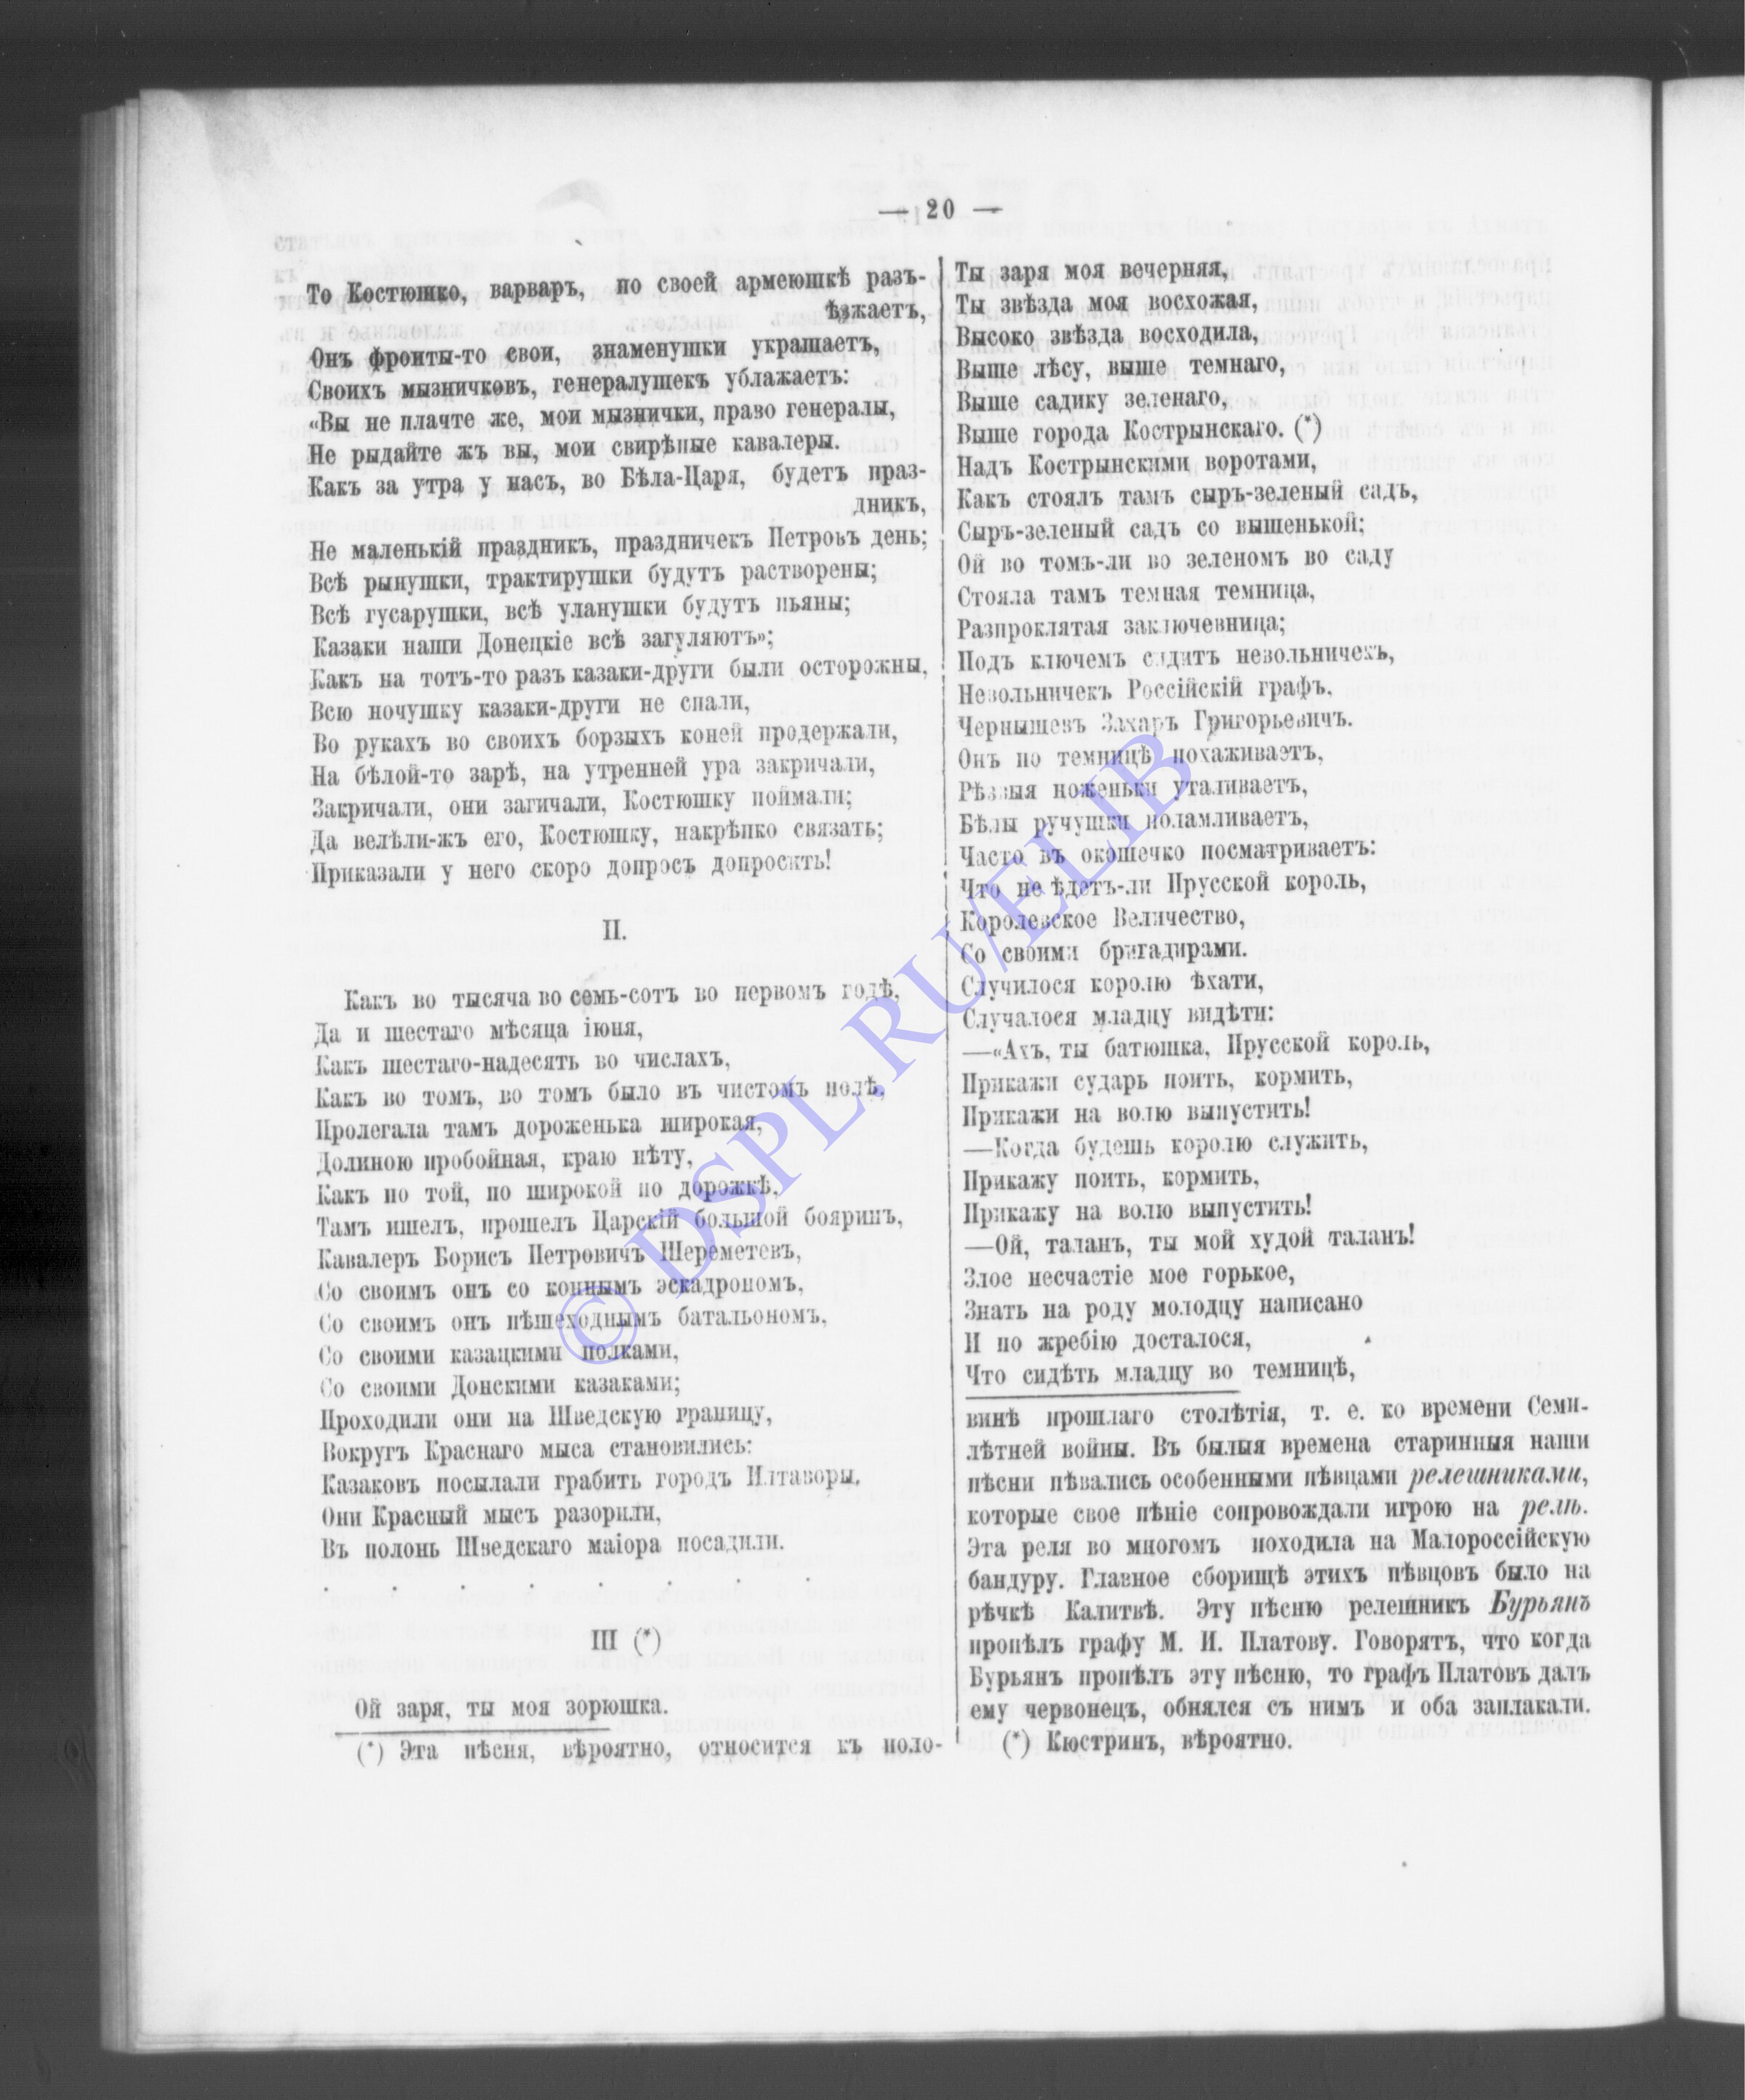 — 20 —
То Костюшко, варваръ, по своей армеюшкѣ разъ-
ѣзжаетъ,
Онъ фронты-то свои, знаменушки украшаетъ,
Своихъ мызничковъ, генералушекъ ублажаетъ:
«Вы не плачте же, мои мызнички, право генералы,
Не рыдайте жъ вы, мои свирѣпые кавалеры.
Какъ за утра у насъ, во Бѣла-Царя, будетъ праз-
дникъ,
Не маленькій праздникъ, праздничекъ Петровъ день;
Всѣ рынушки, трактирушки будутъ растворены;
Всѣ гусарушки, всѣ уланушки будутъ пьяны;
Казаки наши Донецкіе всѣ загуляютъ»;
Какъ на тотъ-то разъ казаки-други были осторожны,
Всю ночушку казаки-други не спали,
Во рукахъ во своихъ борзыхъ коней продержали,
На бѣлой-то зарѣ, на утренней ура закричали,
Закричали, они загичали, Костюшку поймали;
Да велѣли-жъ его, Костюшку, накрѣпко связать;
Приказали у него скоро допросъ допросить!
II.
Какъ во тысяча во семь-сотъ во первомъ годѣ,
Да и шестаго мѣсяца іюня,
Какъ шестаго-надесять во числахъ,
Какъ во томъ, во томъ было въ чистомъ полѣ,
Пролегала тамъ дороженька широкая,
Долиною пробойная, краю нѣту,
Какъ по той, по широкой по дорожкѣ,
Тамъ ишелъ, прошелъ Царскій большой бояринъ,
Кавалеръ Борисъ Петровичъ Шереметевъ,
Со своимъ онъ со коннымъ эскадрономъ,
Со своимъ онъ пѣшеходнымъ батальономъ,
Со своими казацкими полками,
Со своими Донскими казаками;
Проходили они на Шведскую границу,
Вокругъ Краснаго мыса становились:
Казаковъ посылали грабить городъ
Они Красный мысъ разорили,
Въ полонь Шведскаго маіора посадили.
. . . . . . . .
III (*)
Ой заря, ты моя зорюшка.
(*) Эта пѣсня, вѣроятно, относится къ поло-
Ты заря моя вечерняя,
Ты звѣзда моя восхожая,
Высоко звѣзда восходила,
Выше лѣсу, выше темнаго,
Выше садику зеленаго,
Выше города Кострынскаго. (*)
Надъ Кострынскими воротами,
Какъ стоялъ тамъ сыръ-зеленый садъ,
Сыръ-зеленый садъ со вышенькой;
Ой во томъ-ли во зеленомъ во саду
Стояла тамъ темная темница,
Разпроклятая заключевница;
Подъ ключемъ сидитъ невольничекъ,
Невольничекъ Россійскій графъ,
Чернышевъ Захаръ Григорьевичъ.
Онъ по темницѣ похаживаетъ,
Рѣзвыя ноженьки уталиваетъ,
Бѣлы ручушки поламливаетъ,
Часто въ окошечко посматриваетъ:
Что не ѣдетъ-ли Прусской король,
Королевское Величество,
Со своими бригадирами.
Случилося королю ѣхати,
Случалося младцу видѣти:
—«Ахъ, ты батюшка, Прусской король,
Прикажи сударь поить, кормить,
Прикажи на волю выпустить!
—Когда будешь королю служить,
Прикажу поить, кормить,
Прикажу на волю выпустить!
—Ой, таланъ, ты мой худой таланъ!
Злое несчастіе мое горькое,
Знать на роду молодцу написано
И по жребію досталося,
Что сидѣть младцу во темницѣ,
винѣ прошлаго столѣтія, т. е. ко времени Семи-
лѣтней войны. Въ былыя времена старинныя наши
пѣсни пѣвались особенными пѣвцами релешниками,
которые свое пѣніе сопровождали игрою на релѣ.
Эта реля во многомъ походила на Малороссійскую
бандуру. Главное сборищѣ этихъ пѣвцовъ было на
рѣчкѣ Калитвѣ. Эту пѣсню релешникъ Бурьянъ
пропѣлъ графу М. И. Платову. Говорятъ, что когда
Бурьянъ пропѣлъ эту пѣсню, то графъ Платовъ далъ
ему червонецъ, обнялся съ нимъ и оба заплакали.
(*) Кюстринъ, вѣроятно.
© DSPL.RU/ELIB